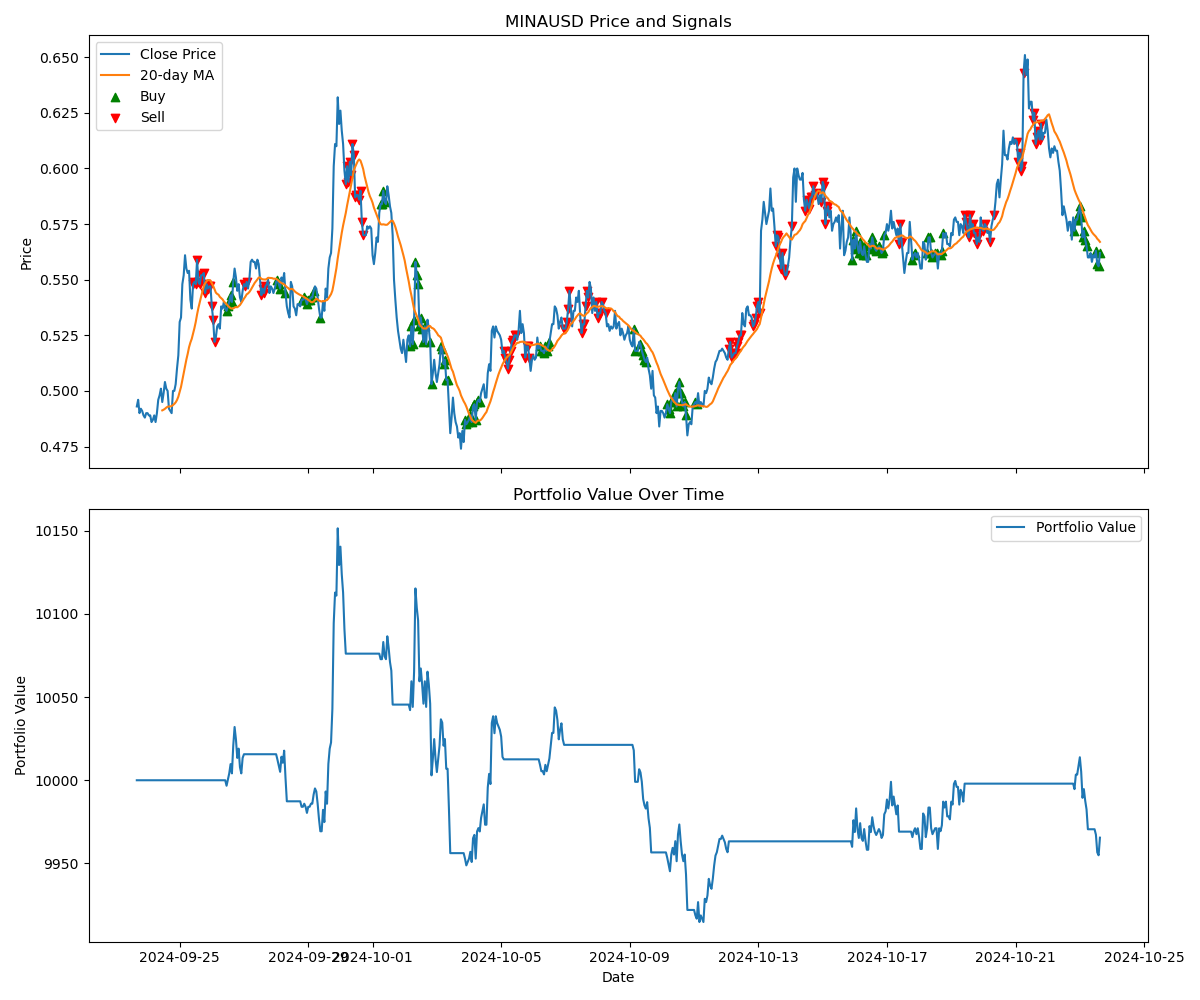 MINAUSD Price and Signals
Close Price
20-day MA
Buy
Sell
Price
0.650
0.625
0.600
0.575
0.550
0.525
0.500
0.475
Portfolio Value Over Time
Portfolio Value
Portfolio Value
10150
10100
10050
10000
9950
2024-09-25
2024-09-29
2024-10-01
2024-10-05
2024-10-09
2024-10-13
2024-10-17
2024-10-21
2024-10-25
Date